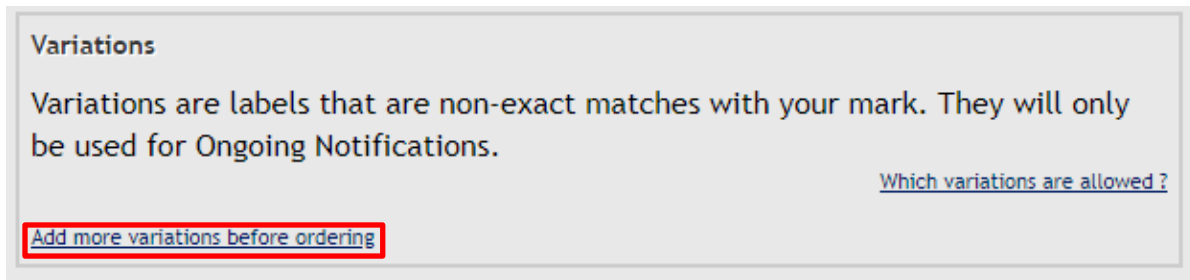 Variations
Variations are labels that are non-exact matches with your mark. They will only
be used for Ongoing Notifications.
Which variations are allowed ?
Add more variations before ordering